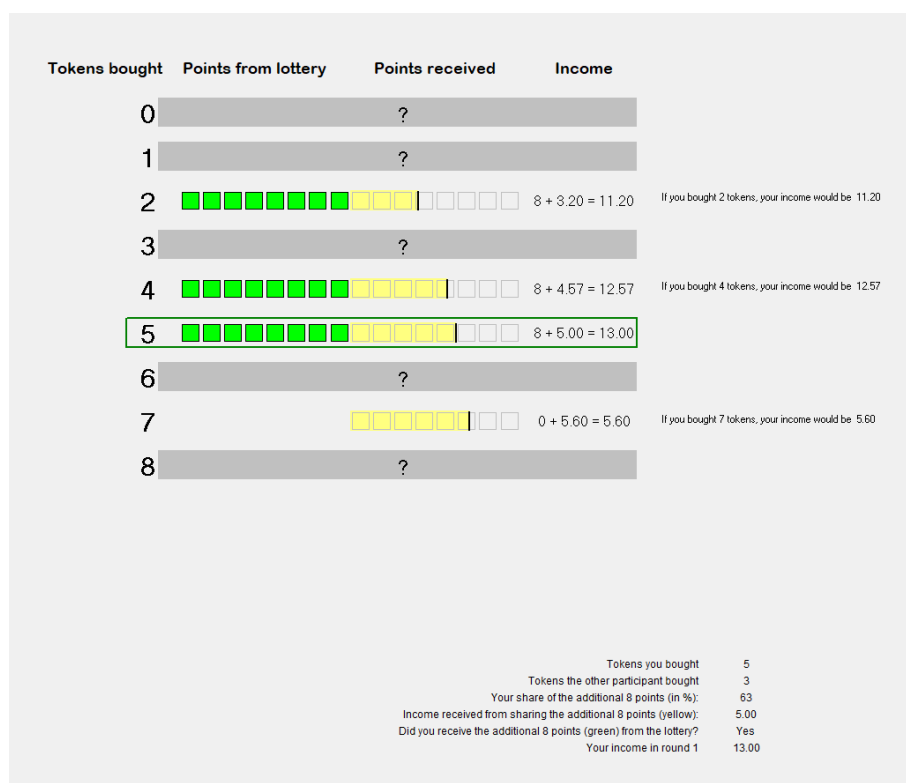 Tokens bought Points from lottery Points received Income
0 ?
1 ?
2 8 + 3.20 = 11.20 If you bought 2 tokens, your income would be 11.20
3 ?
4 8 + 4.57 = 12.57 If you bought 4 tokens, your income would be 12.57
5 8 + 5.00 = 13.00
6 ?
7 0 + 5.60 = 5.60 If you bought 7 tokens, your income would be 5.60
8 ?
Tokens you bought 5
Tokens the other participant bought 3
Your share of the additional 8 points (in %): 63
Income received from sharing the additional 8 points (yellow): 5.00
Did you receive the additional 8 points (green) from the lottery? Yes
Your income in round 1 13.00